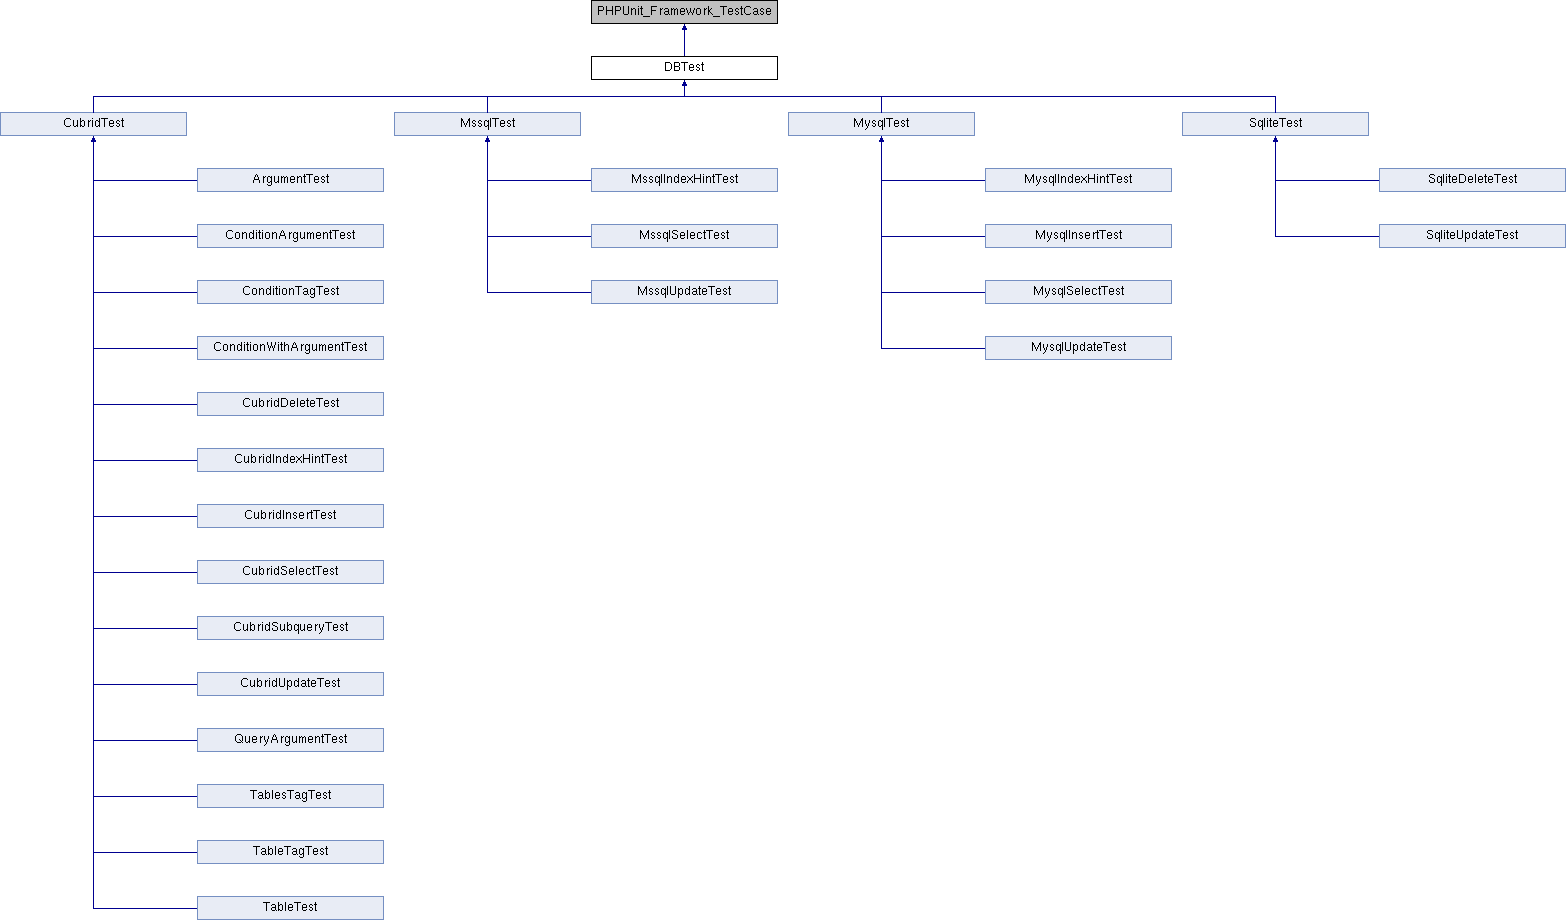 PHPUnit_Framework_TestCase
DBTest
CubridTest
MssqlTest
MysqlTest
SqliteTest
ArgumentTest
MssqlIndexHintTest
MysqlIndexHintTest
SqliteDeleteTest
ConditionArgumentTest
MssqlSelectTest
MysqlInsertTest
SqliteUpdateTest
ConditionTagTest
MssqlUpdateTest
MysqlSelectTest
ConditionWithArgumentTest
MysqlUpdateTest
CubridDeleteTest
CubridIndexHintTest
CubridInsertTest
CubridSelectTest
CubridSubqueryTest
CubridUpdateTest
QueryArgumentTest
TablesTagTest
TableTagTest
TableTest